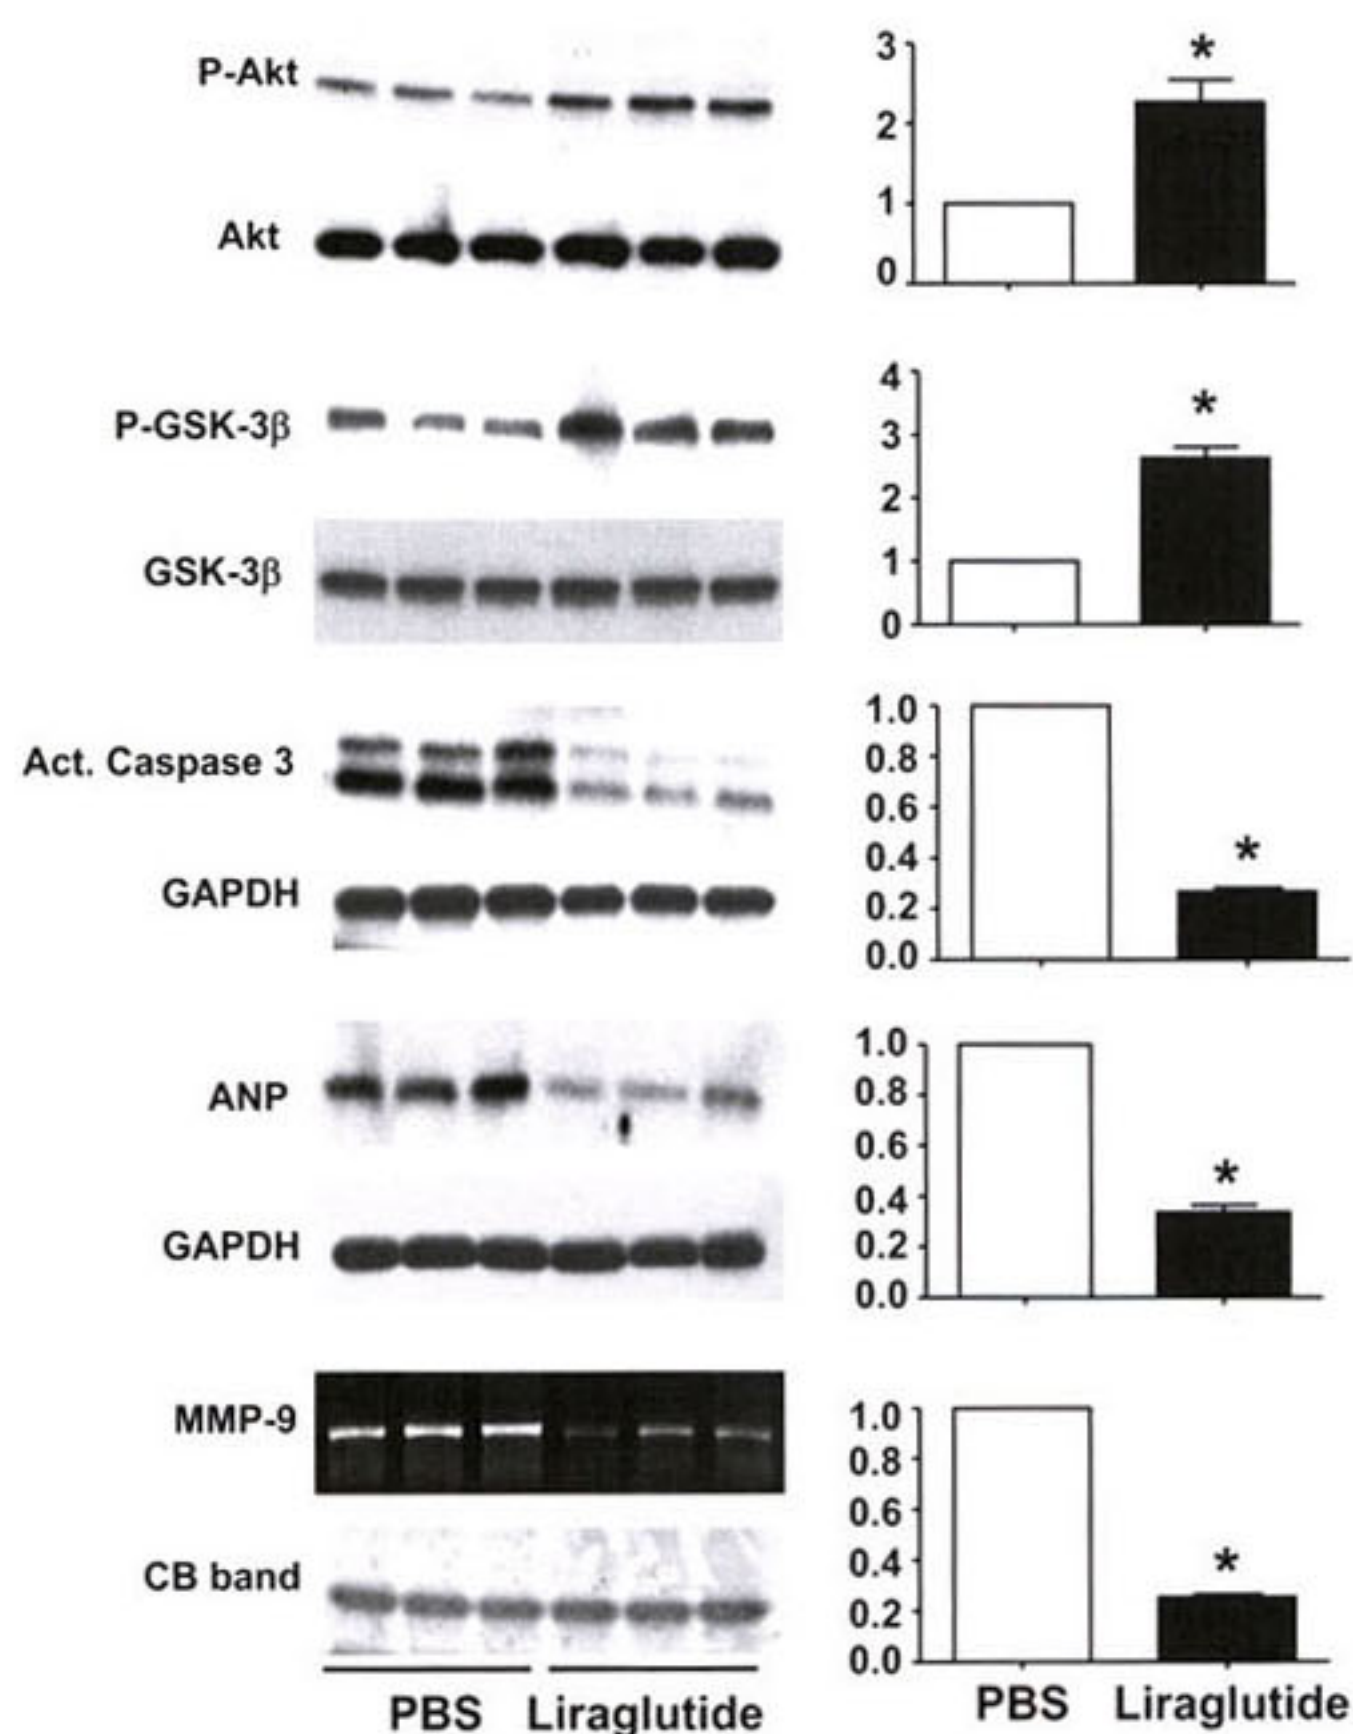 P-Akt
Akt
3
*
2
1
0
P-GSK-3β
GSK-3β
4
*
3
2
1
0
Act. Caspase 3
GAPDH
1.0
0.8
0.6
0.4
*
0.2
0.0
ANP
GAPDH
1.0
0.8
0.6
*
0.4
0.2
0.0
MMP-9
CB band
1.0
0.8
0.6
0.4
*
0.2
0.0
PBS Liraglutide
PBS Liraglutide